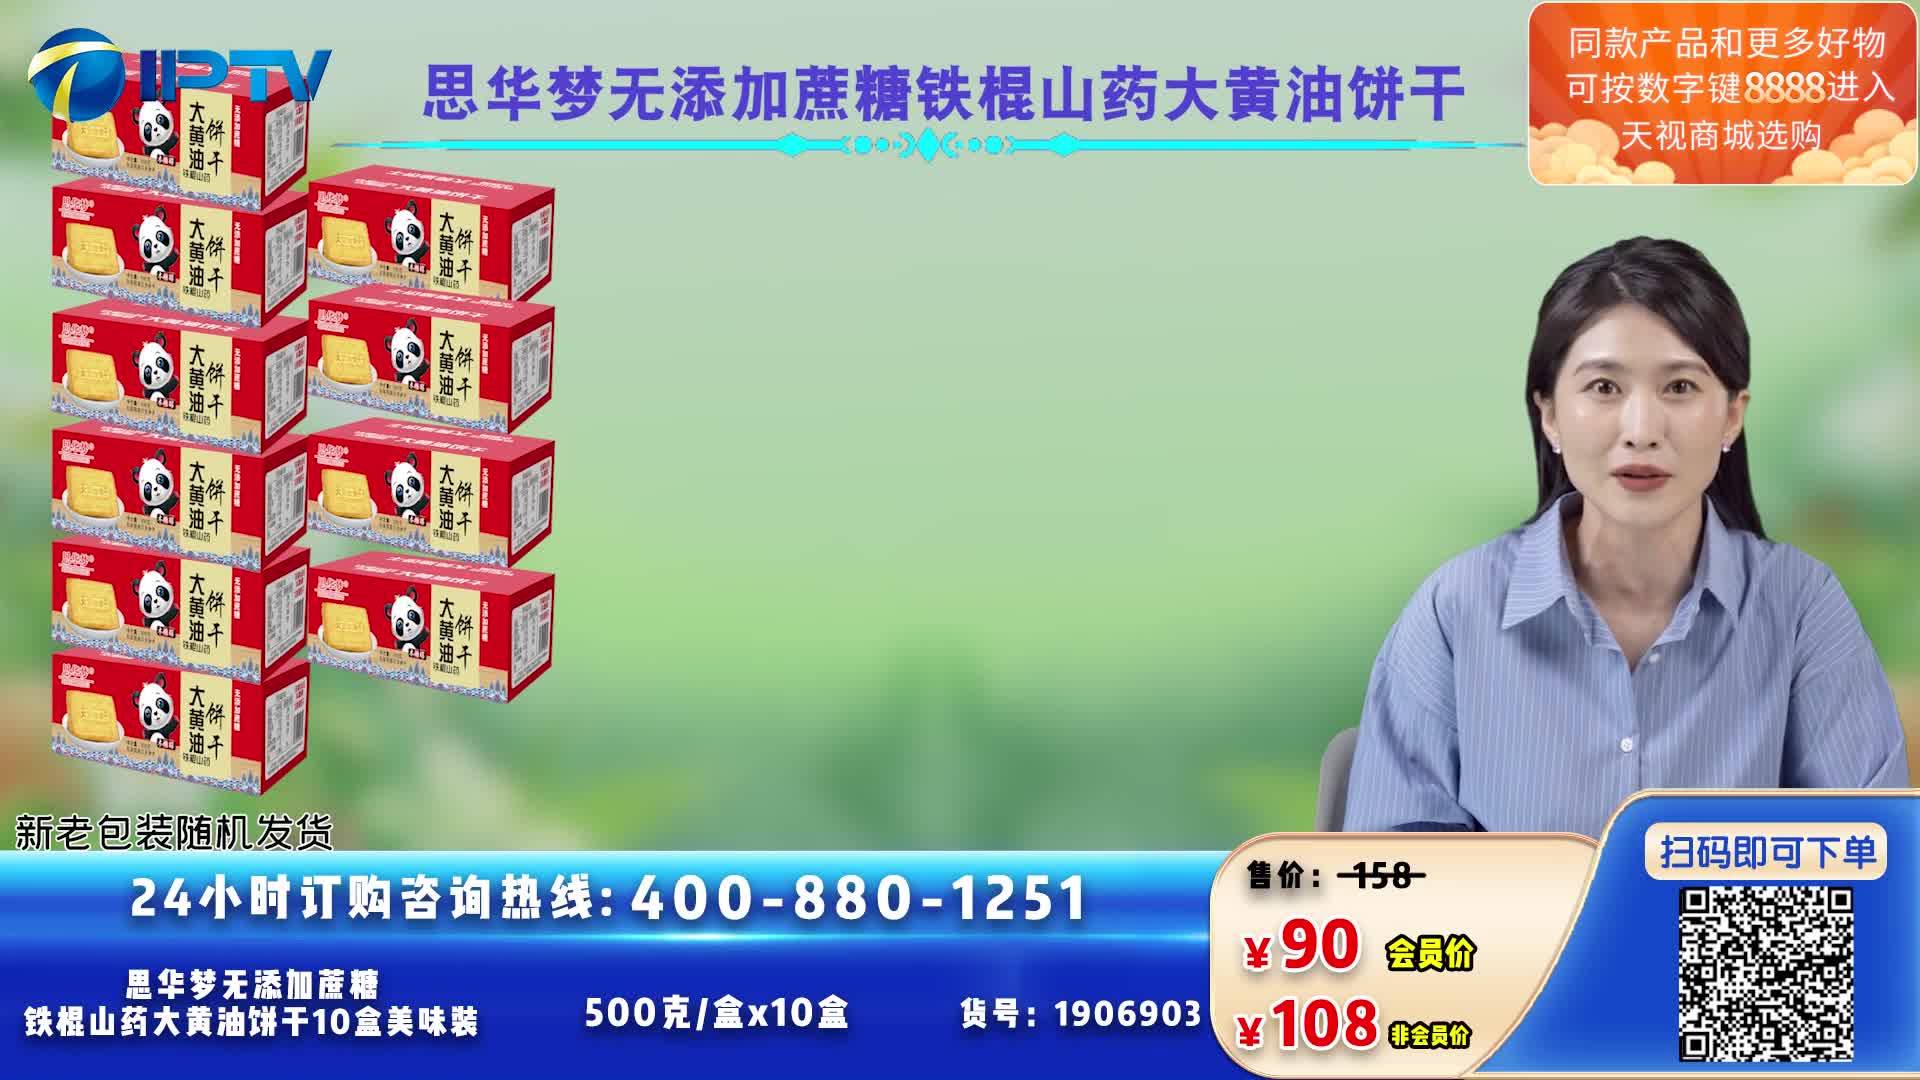 IPTV
思华梦无添加蔗糖铁棍山药大黄油饼干
同款产品和更多好物
可按数字键8888进入
天视商城选购
思华梦
大黄油饼干
铁棍山药
无添加蔗糖
新老包装随机发货
24小时订购咨询热线:400-880-1251
思华梦无添加蔗糖
铁棍山药大黄油饼干10盒美味装
500克/盒x10盒
货号：1906903
售价：158
¥90 会员价
¥108 非会员价
扫码即可下单